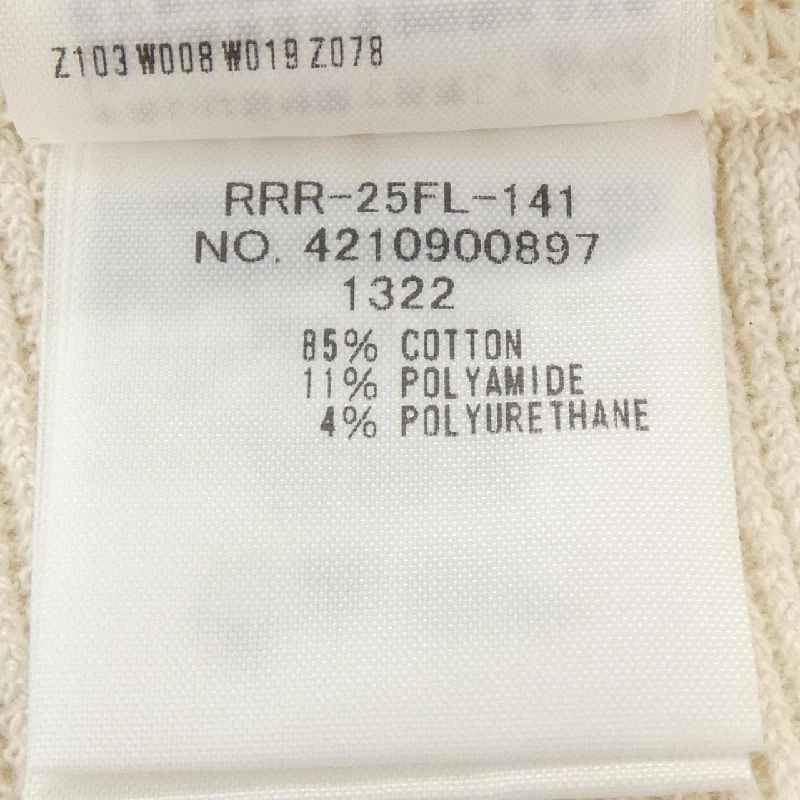 Z103 W008 W019 Z078
RRR-25FL-141
NO. 4210900897
1322
85% COTTON
11% POLYAMIDE
4% POLYURETHANE